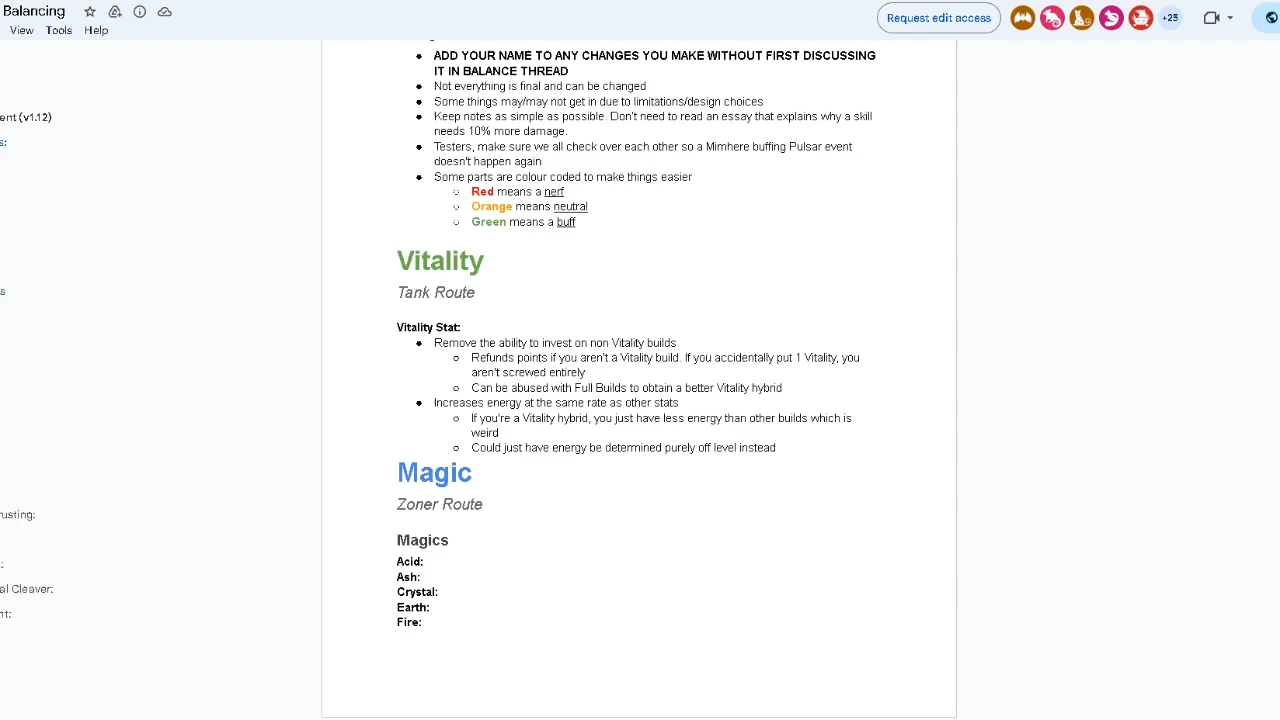 Balancing
Request edit access
+25
View Tools Help
ADD YOUR NAME TO ANY CHANGES YOU MAKE WITHOUT FIRST DISCUSSING
IT IN BALANCE THREAD
Not everything is final and can be changed
Some things may/may not get in due to limitations/design choices
Keep notes as simple as possible. Don't need to read an essay that explains why a skill
needs 10% more damage.
Testers, make sure we all check over each other so a Mimhere buffing Pulsar event
doesn't happen again
Some parts are colour coded to make things easier
Red means a nerf
Orange means neutral
Green means a buff
ent (v1.12)
s:
s
rusting:
:
al Cleaver:
nt:
Vitality
Tank Route
Vitality Stat:
Remove the ability to invest on non Vitality builds
Refunds points if you aren't a Vitality build. If you accidentally put 1 Vitality, you
aren't screwed entirely
Can be abused with Full Builds to obtain a better Vitality hybrid
Increases energy at the same rate as other stats
If you're a Vitality hybrid, you just have less energy than other builds which is
weird
Could just have energy be determined purely off level instead
Magic
Zoner Route
Magics
Acid:
Ash:
Crystal:
Earth:
Fire: